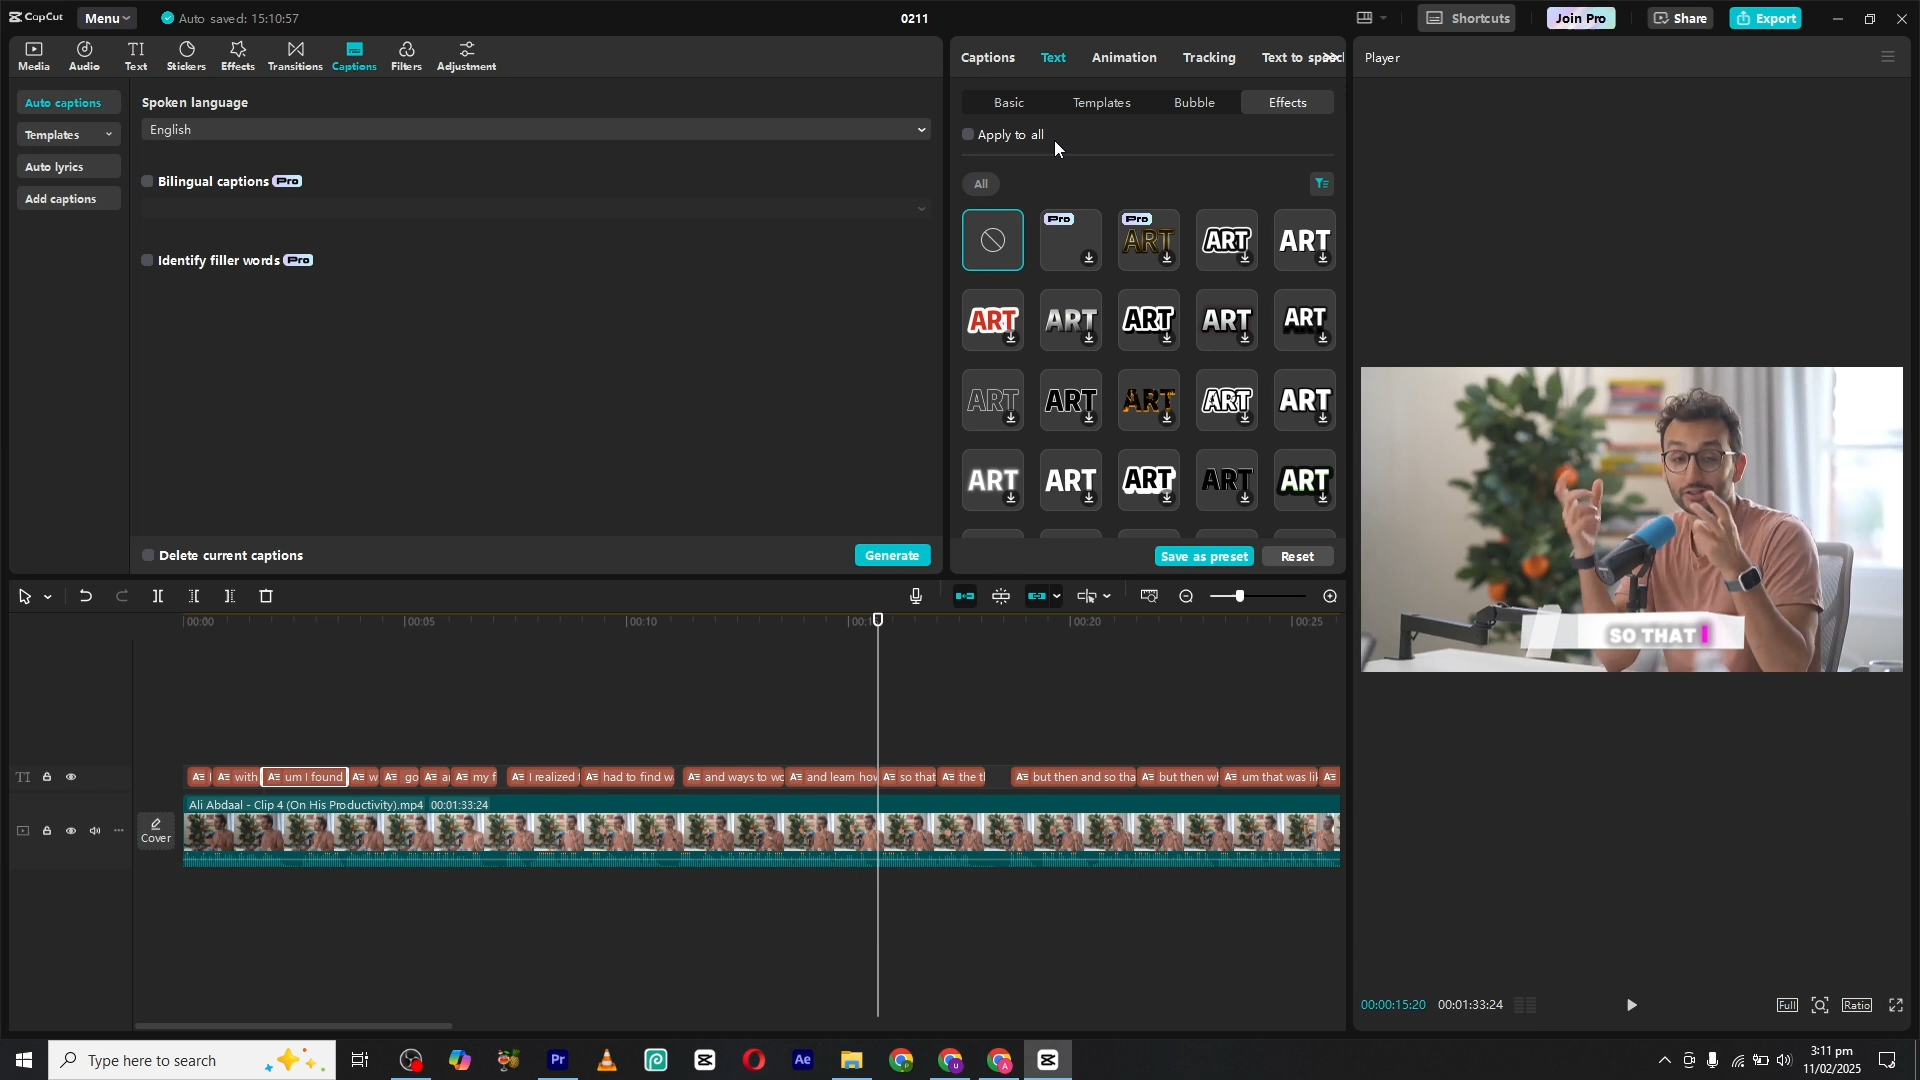 CapCut
Menu
Auto saved: 15:10:57
0211
Shortcuts
Join Pro
Share
Export
Media
Audio
Text
Stickers
Effects
Transitions
Captions
Filters
Adjustment
Auto captions
Templates
Auto lyrics
Add captions
Spoken language
English
Bilingual captions Pro
Identify filler words Pro
Delete current captions
Generate
Captions
Text
Animation
Tracking
Text to speech
Basic
Templates
Bubble
Effects
Apply to all
All
Pro
Pro ART ART ART
ART ART ART ART ART
ART ART ART ART ART
ART ART ART ART ART
Save as preset
Reset
Player
SO THAT I
00:00:15:20 00:01:33:24
Full
Ratio
00:00 00:05 00:10 00:1 00:20 00:25
TI
A≡ A≡ with A≡ um I found A≡ w A≡ go A≡ a A≡ my f A≡ I realized A≡ had to find w A≡ and ways to wo A≡ and learn how A≡ so that A≡ the t A≡ but then and so tha A≡ but then w A≡ um that was lik A≡
Ali Abdaal - Clip 4 (On His Productivity).mp4 00:01:33:24
Cover
Type here to search
Pr
Ae
3:11 pm
11/02/2025